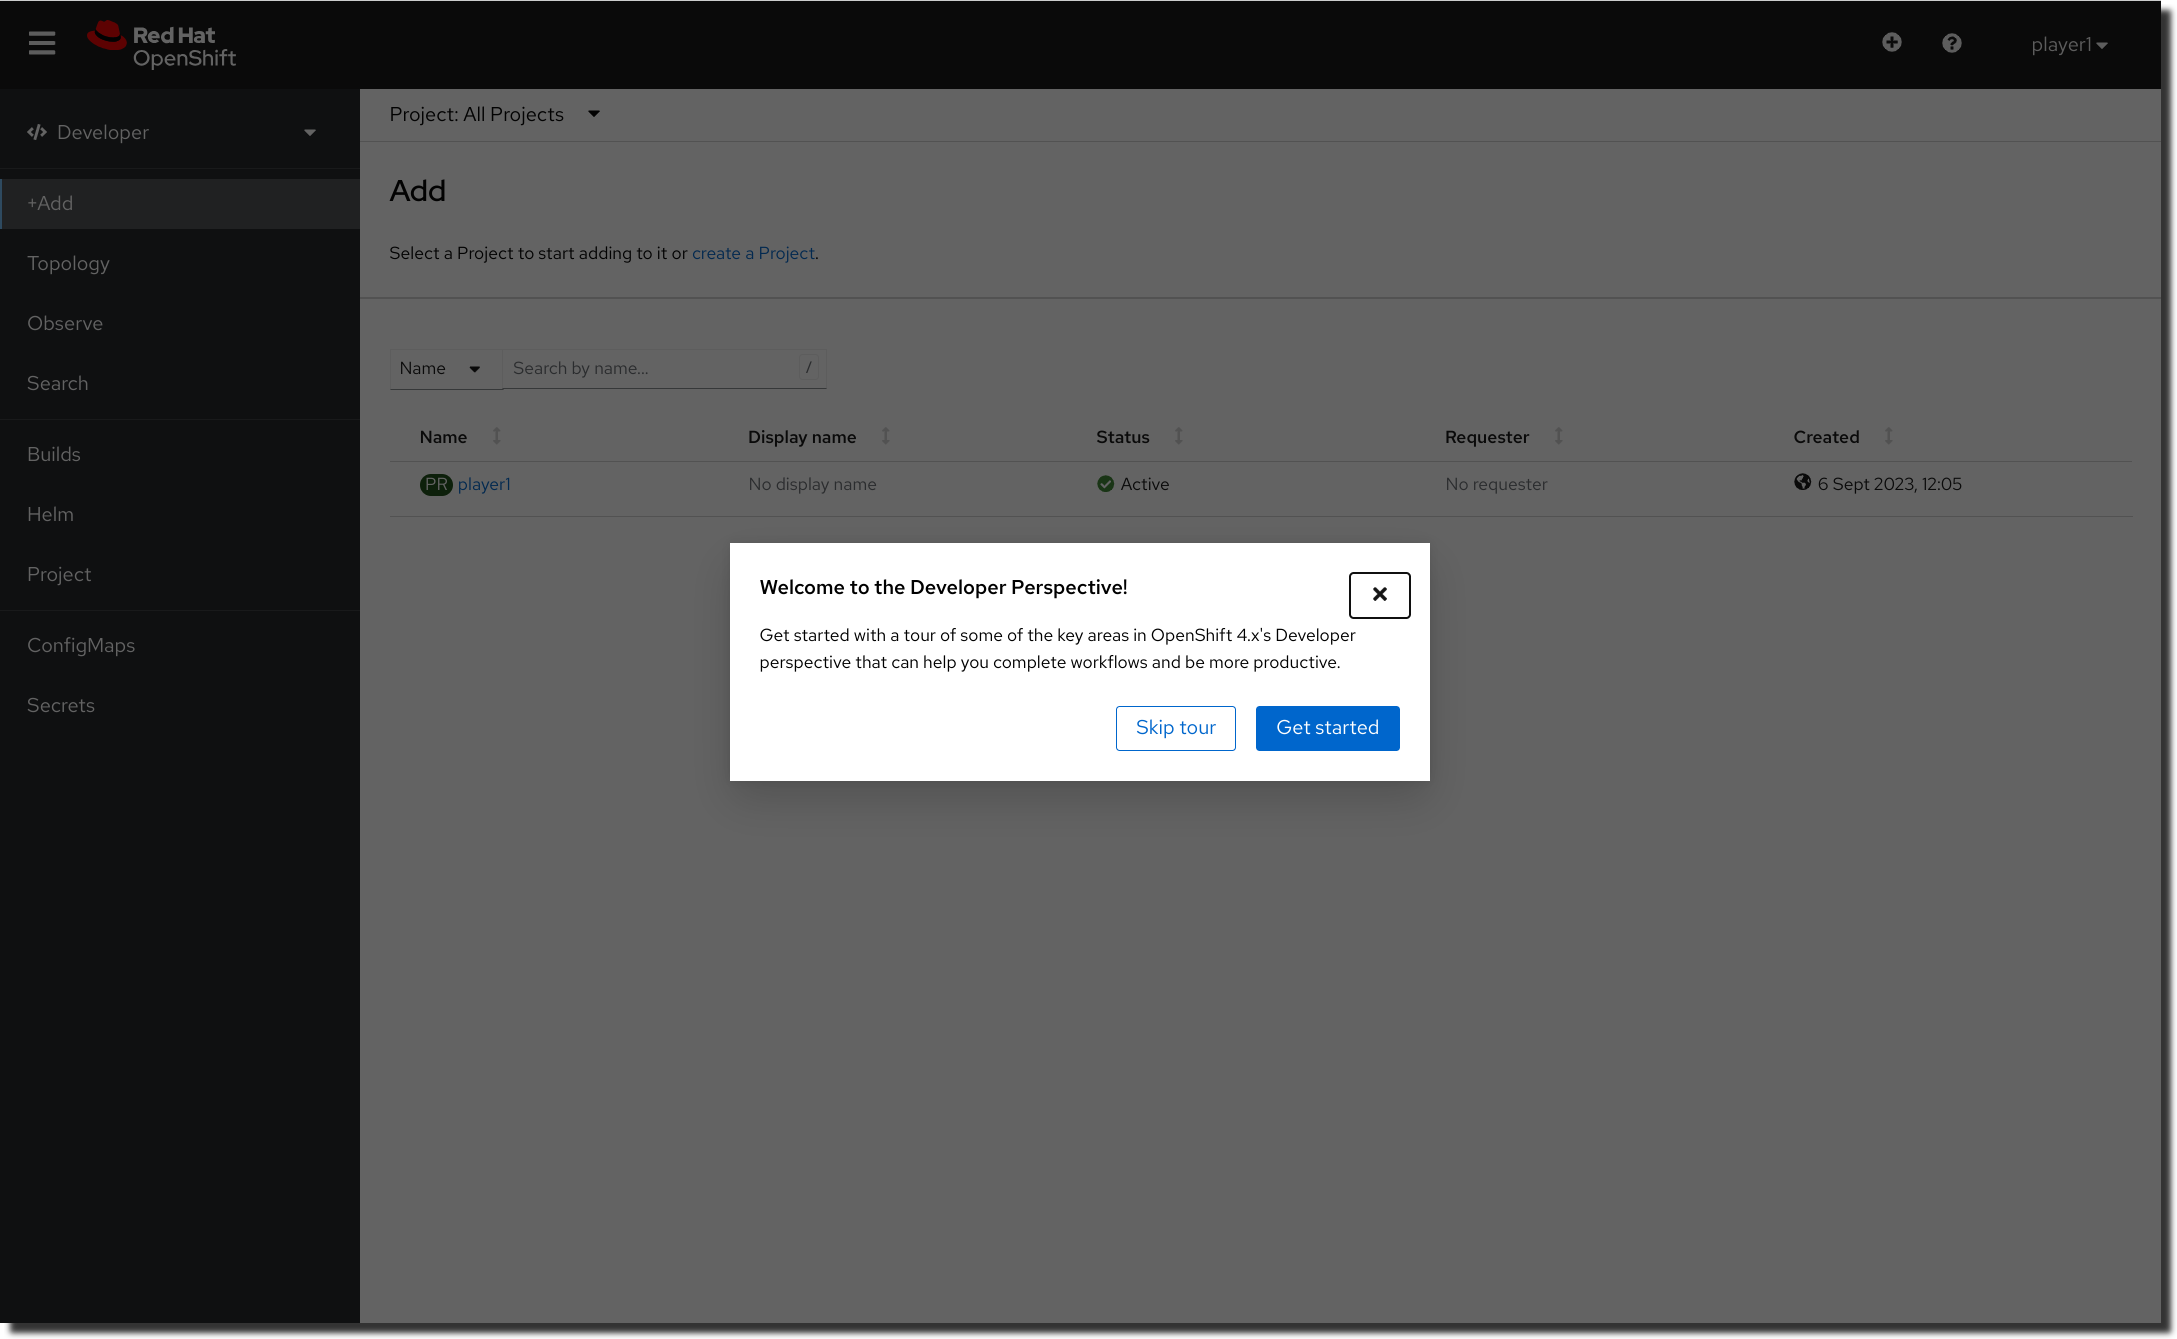 Red Hat
OpenShift
player1
Developer
+Add
Topology
Observe
Search
Builds
Helm
Project
ConfigMaps
Secrets
Project: All Projects
Add
Select a Project to start adding to it or create a Project.
Name Search by name... /
Name Display name Status Requester Created
PR player1 No display name Active No requester 6 Sept 2023, 12:05
Welcome to the Developer Perspective!
Get started with a tour of some of the key areas in OpenShift 4.x's Developer
perspective that can help you complete workflows and be more productive.
Skip tour Get started